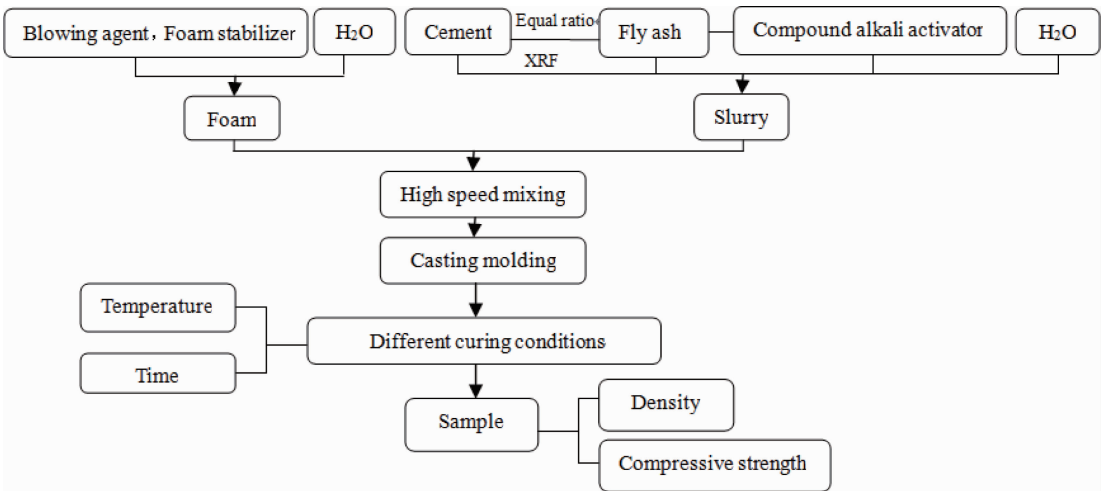 Blowing agent, Foam stabilizer
H₂O
Cement
Equal ratio
XRF
Fly ash
Compound alkali activator
H₂O
Foam
Slurry
High speed mixing
Casting molding
Temperature
Time
Different curing conditions
Sample
Density
Compressive strength